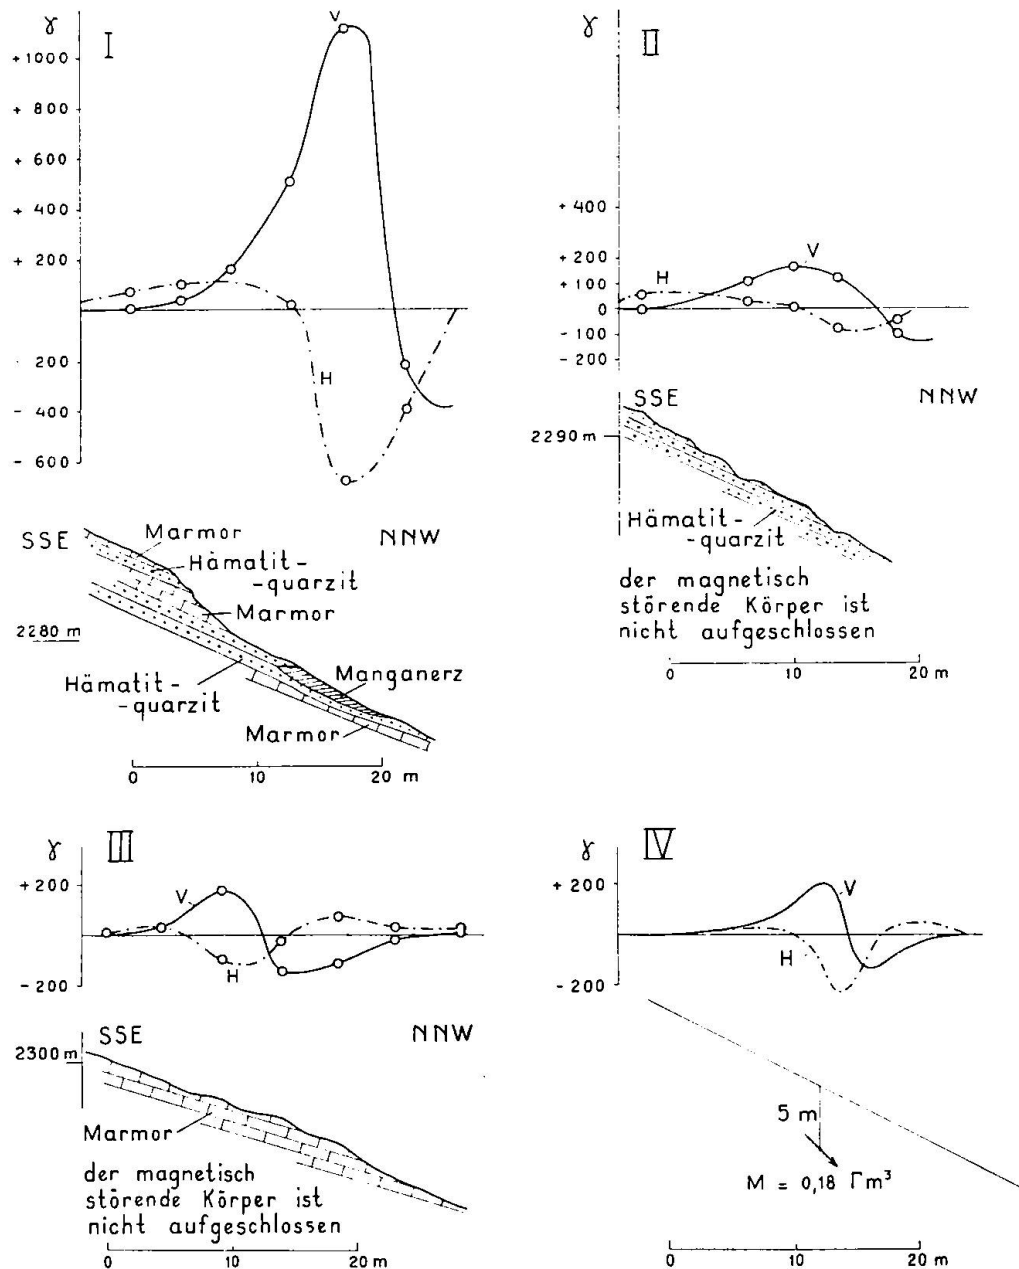 γ
I
V
+1000
+ 800
+ 600
+ 400
+ 200
- 200
- 400
- 600
H
SSE
NNW
Marmor
Hämatit-
-quarzit
Marmor
2280 m
Manganerz
Hämatit-
-quarzit
Marmor
0 10 20 m
γ
II
+400
+200
+100
0
-100
-200
H
V
SSE
NNW
2290 m
Hämatit-
-quarzit
der magnetisch
störende Körper ist
nicht aufgeschlossen
0 10 20 m
γ
III
+200
-200
V
H
SSE
NNW
2300 m
Marmor
der magnetisch
störende Körper ist
nicht aufgeschlossen
0 10 20 m
γ
IV
+ 200
- 200
V
H
5 m
M = 0,18 Γm³
0 10 20 m